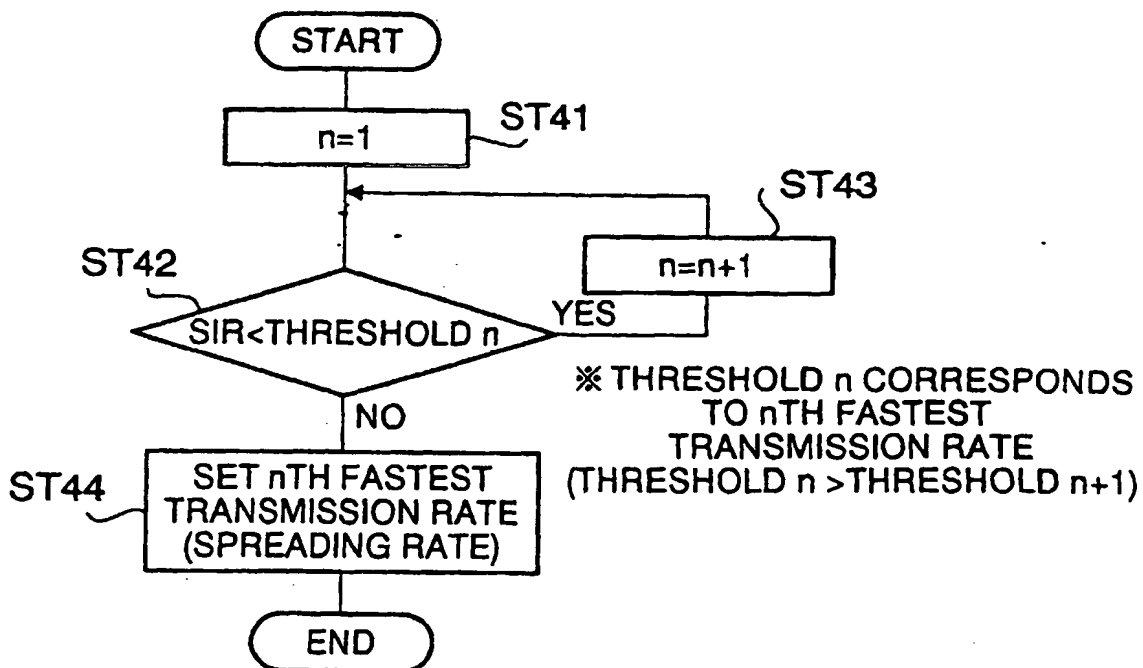 START
n=1
ST41
ST43
n=n+1
ST42
SIR<THRESHOLD n
YES
NO
※ THRESHOLD n CORRESPONDS
TO nTH FASTEST
TRANSMISSION RATE
(THRESHOLD n >THRESHOLD n+1)
ST44
SET nTH FASTEST
TRANSMISSION RATE
(SPREADING RATE)
END